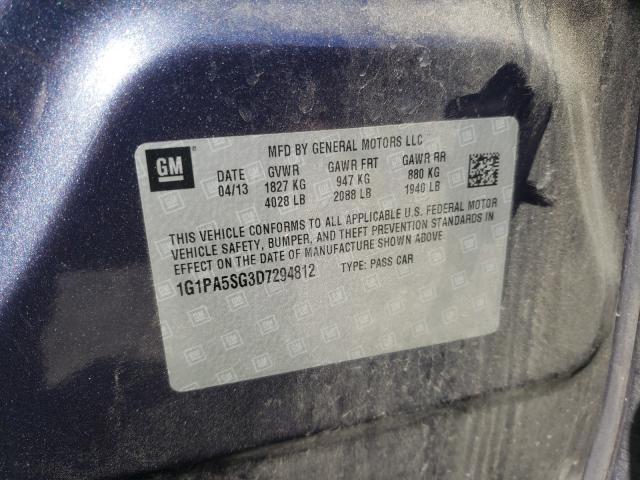 GM
MFD BY GENERAL MOTORS LLC
DATE GVWR GAWR FRT GAWR RR
04/13 1827 KG 947 KG 880 KG
4028 LB 2088 LB 1940 LB
THIS VEHICLE CONFORMS TO ALL APPLICABLE U.S. FEDERAL MOTOR
VEHICLE SAFETY, BUMPER, AND THEFT PREVENTION STANDARDS IN
EFFECT ON THE DATE OF MANUFACTURE SHOWN ABOVE.
1G1PA5SG3D7294812 TYPE: PASS CAR